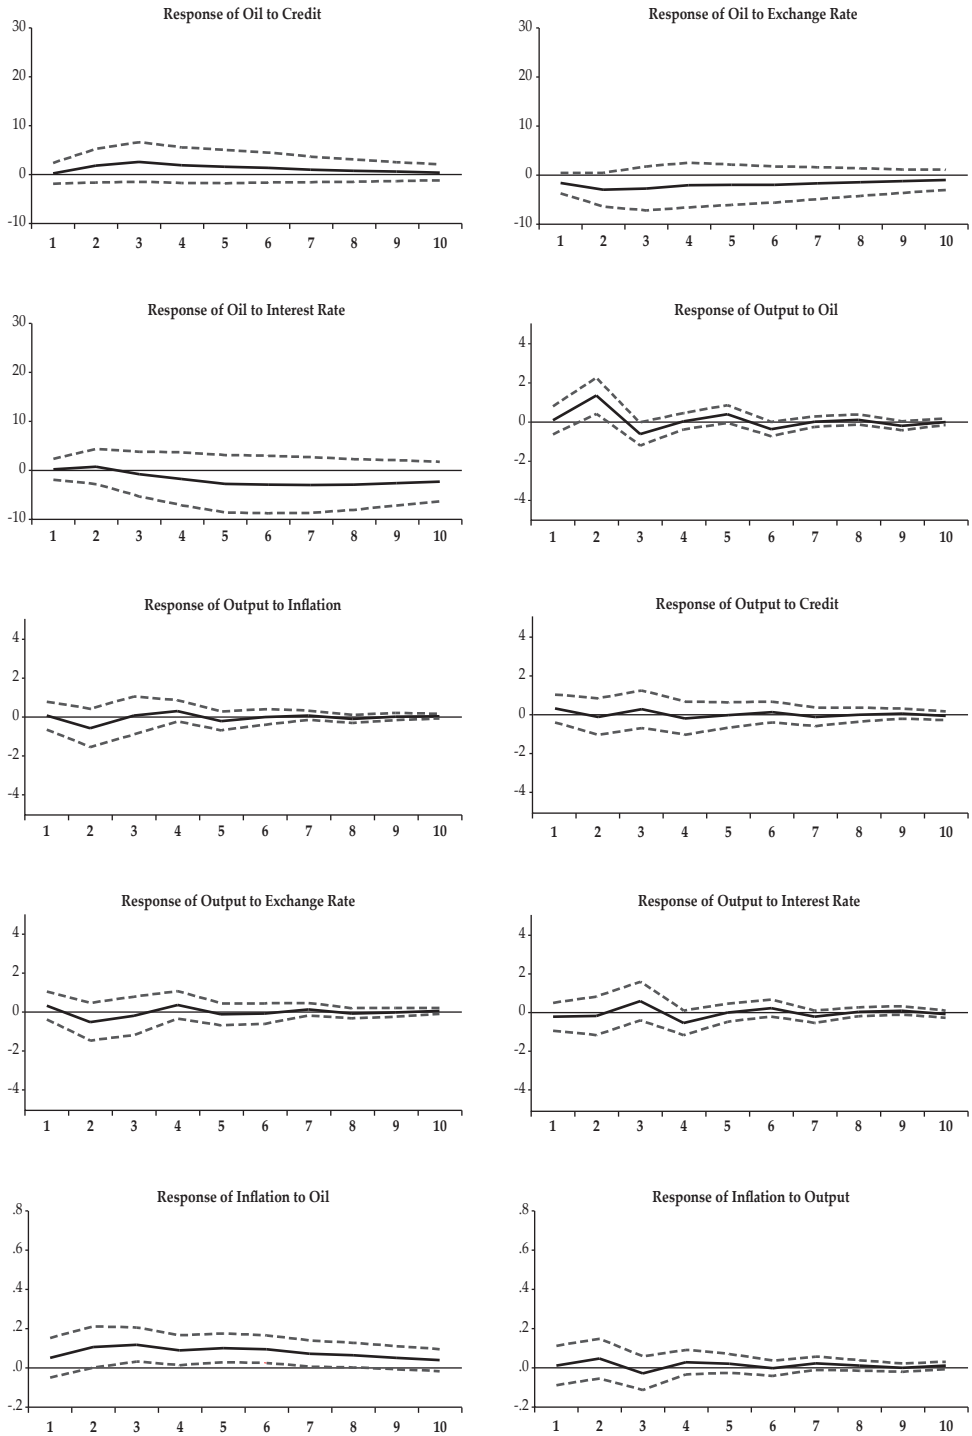 Response of Oil to Credit
30
20
10
0
-10
1 2 3 4 5 6 7 8 9 10
Response of Oil to Exchange Rate
30
20
10
0
-10
1 2 3 4 5 6 7 8 9 10
Response of Oil to Interest Rate
30
20
10
0
-10
1 2 3 4 5 6 7 8 9 10
Response of Output to Oil
4
2
0
-2
-4
1 2 3 4 5 6 7 8 9 10
Response of Output to Inflation
4
2
0
-2
-4
1 2 3 4 5 6 7 8 9 10
Response of Output to Credit
4
2
0
-2
-4
1 2 3 4 5 6 7 8 9 10
Response of Output to Exchange Rate
4
2
0
-2
-4
1 2 3 4 5 6 7 8 9 10
Response of Output to Interest Rate
4
2
0
-2
-4
1 2 3 4 5 6 7 8 9 10
Response of Inflation to Oil
.8
.6
.4
.2
.0
-.2
1 2 3 4 5 6 7 8 9 10
Response of Inflation to Output
.8
.6
.4
.2
.0
-.2
1 2 3 4 5 6 7 8 9 10